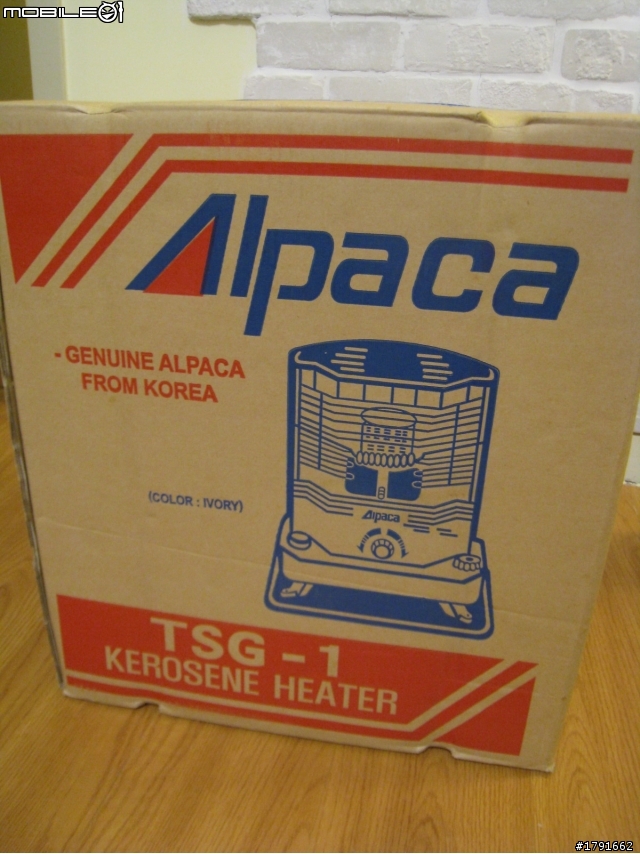 mobile01
Alpaca
- GENUINE ALPACA
FROM KOREA
(COLOR : IVORY)
Alpaca
TSG - 1
KEROSENE HEATER
#1791662